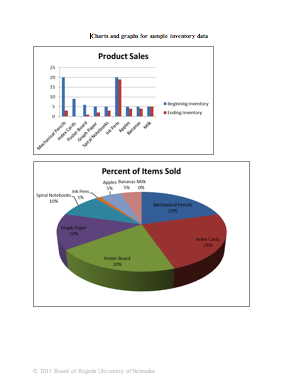 Charts and graphs for sample inventory data
Product Sales
25
20
15
10
5
0
Mechanical Pencils
Index Cards
Poster Board
Graph Paper
Spiral Notebooks
Ink Pens
Apples
Bananas
Milk
Beginning Inventory
Ending Inventory
Percent of Items Sold
Mechanical Pencils
21%
Index Cards
24%
Poster Board
20%
Graph Paper
14%
Spiral Notebooks
10%
Ink Pens
1%
Apples
5%
Bananas
5%
Milk
0%
© 2011 Board of Regents University of Nebraska